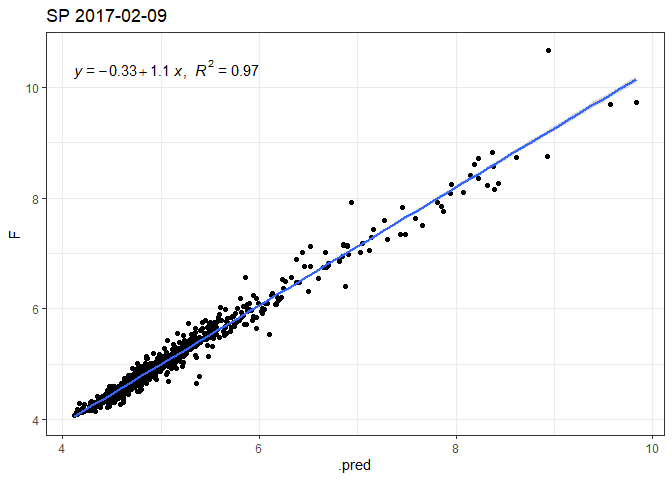 SP 2017-02-09
y = −0.33 + 1.1 x, R² = 0.97
F
10
8
6
4
4 6 8 10
.pred